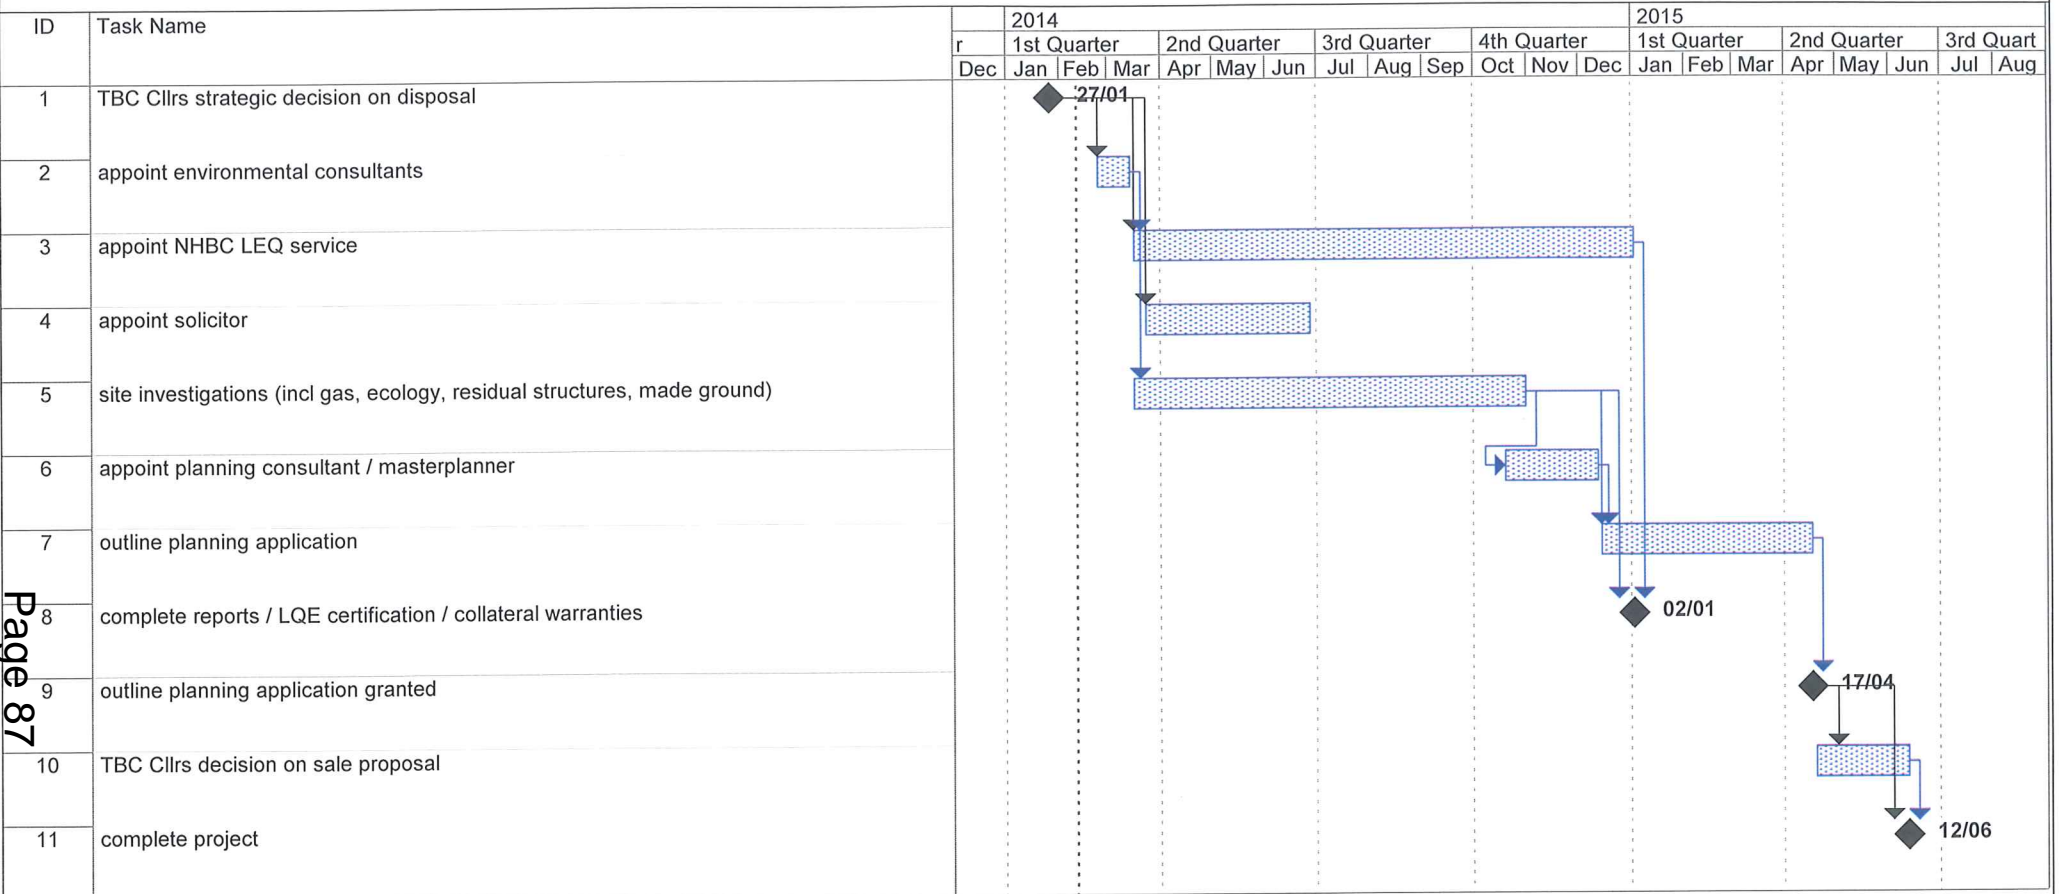 ID Task Name 2014 2015
r 1st Quarter 2nd Quarter 3rd Quarter 4th Quarter 1st Quarter 2nd Quarter 3rd Quart
Dec Jan Feb Mar Apr May Jun Jul Aug Sep Oct Nov Dec Jan Feb Mar Apr May Jun Jul Aug
1 TBC Cllrs strategic decision on disposal 27/01
2 appoint environmental consultants
3 appoint NHBC LEQ service
4 appoint solicitor
5 site investigations (incl gas, ecology, residual structures, made ground)
6 appoint planning consultant / masterplanner
7 outline planning application
8 complete reports / LQE certification / collateral warranties 02/01
9 outline planning application granted 17/04
10 TBC Cllrs decision on sale proposal
11 complete project 12/06
Page 87